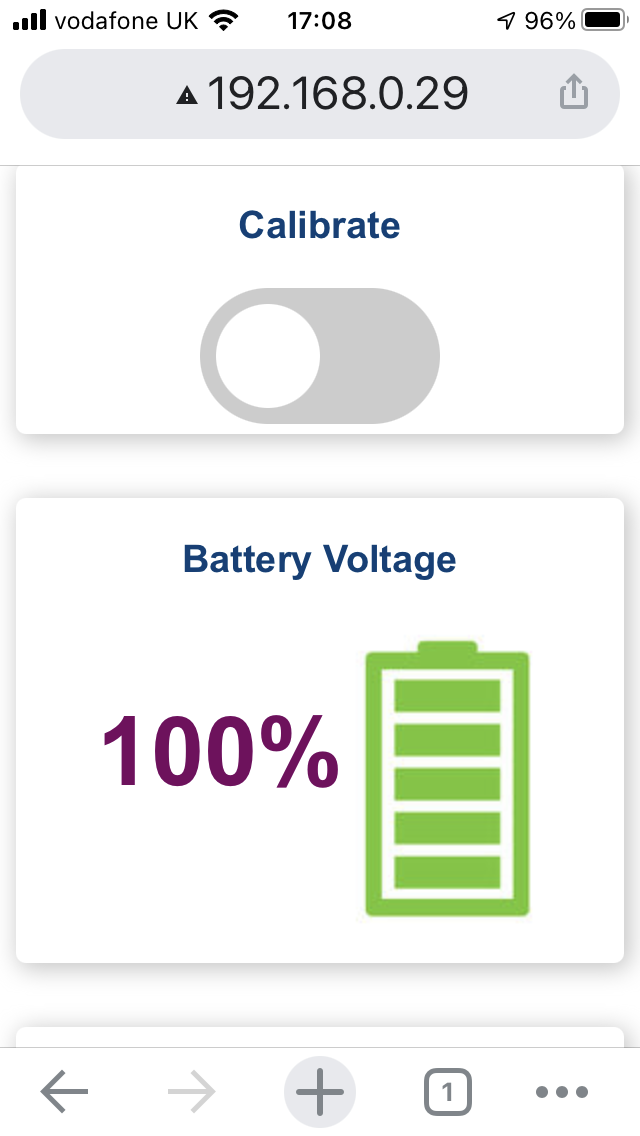 vodafone UK 17:08 96%
192.168.0.29
Calibrate
Battery Voltage
100%
1